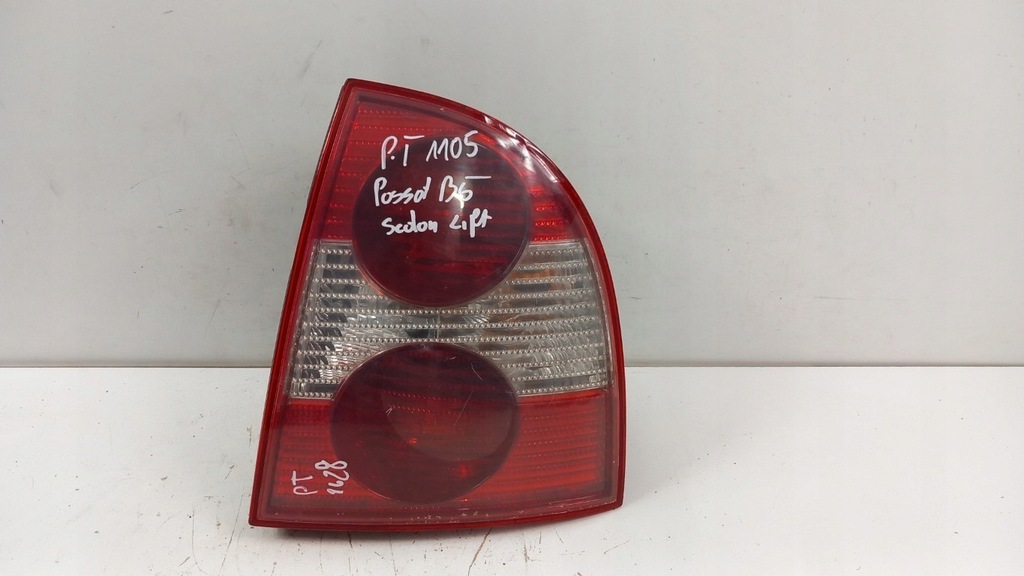 P.T 1105
Passat B5
Sedan Lift
PT
1628